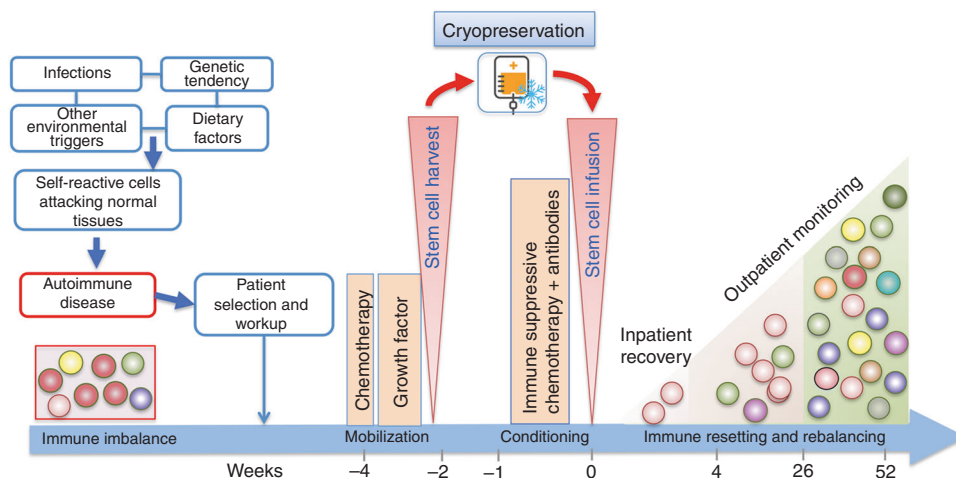 Cryopreservation
Infections
Genetic
tendency
Other
environmental
triggers
Dietary
factors
Self-reactive cells
attacking normal
tissues
Autoimmune
disease
Patient
selection and
workup
Chemotherapy
Growth factor
Stem cell harvest
Immune suppressive
chemotherapy + antibodies
Stem cell infusion
Inpatient
recovery
Outpatient monitoring
Immune imbalance
Mobilization
Conditioning
Immune resetting and rebalancing
Weeks
–4
–2
–1
0
4
26
52